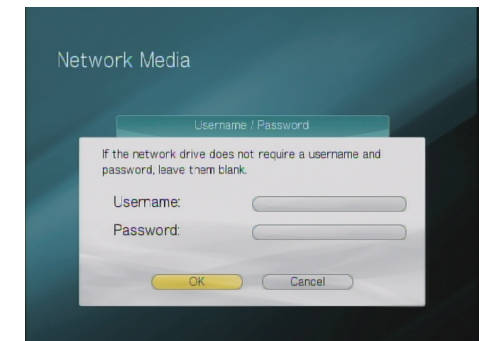 Network Media
Username / Password
If the network drive does not require a username and
password, leave them blank.
Username:
Password:
OK
Cancel